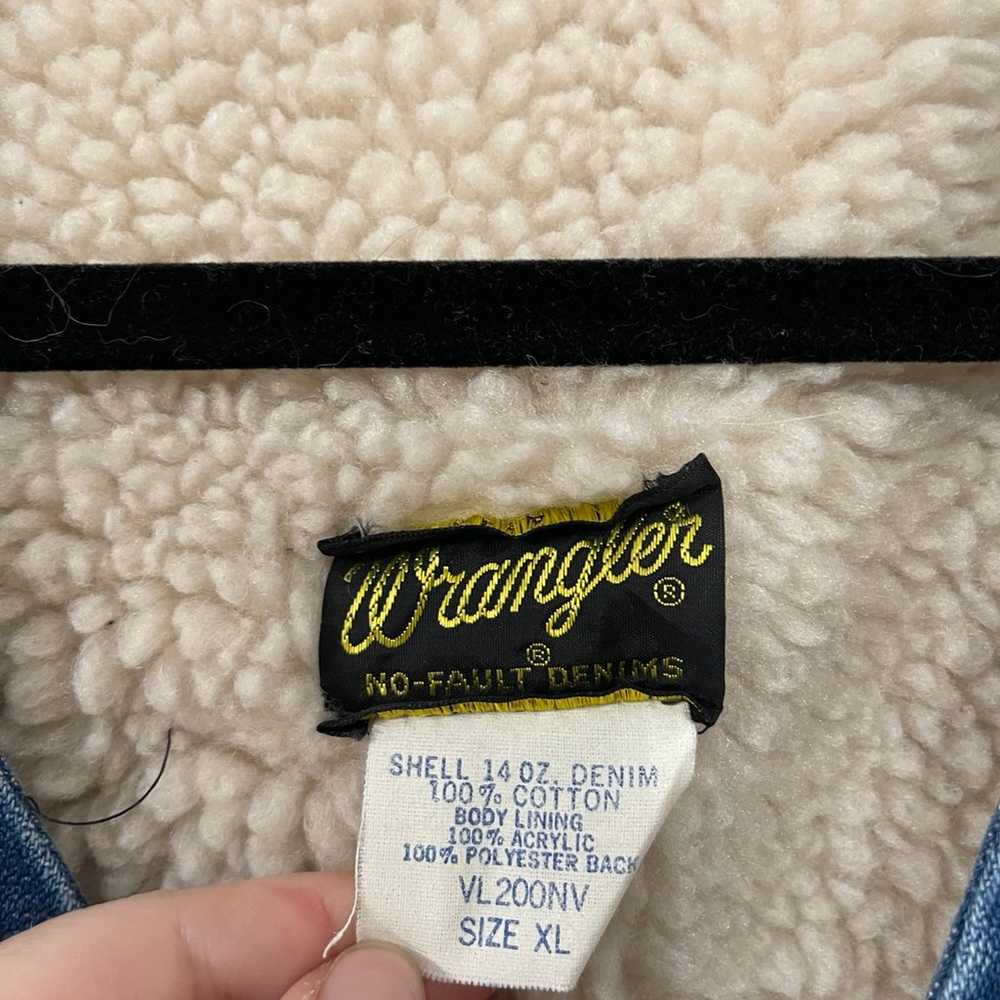 Wrangler®
®
NO-FAULT DENIMS
SHELL 14 OZ. DENIM
100% COTTON
BODY LINING
100% ACRYLIC
100% POLYESTER BACK
VL200NV
SIZE XL